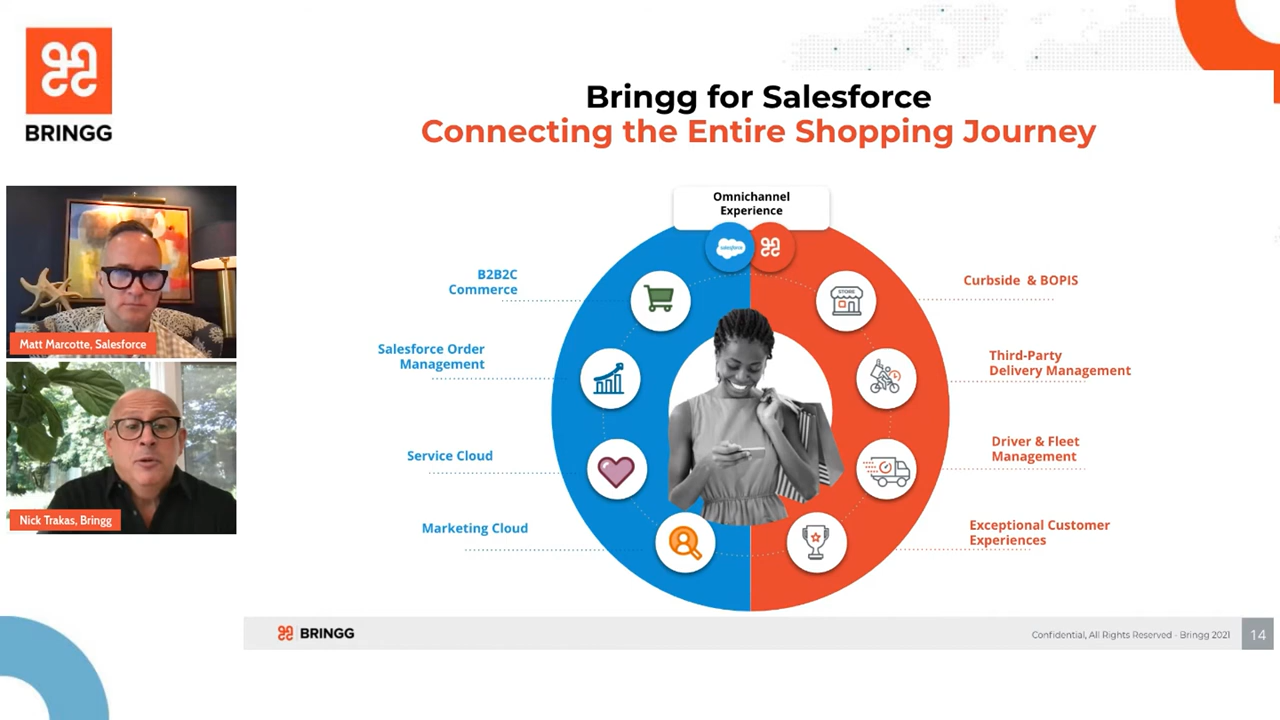 BRINGG
Bringg for Salesforce
Connecting the Entire Shopping Journey
Matt Marcotte, Salesforce
Nick Trakas, Bringg
Omnichannel
Experience
salesforce
B2B2C
Commerce
Salesforce Order
Management
Service Cloud
Marketing Cloud
STORE
Curbside & BOPIS
Third-Party
Delivery Management
Driver & Fleet
Management
Exceptional Customer
Experiences
BRINGG
Confidential, All Rights Reserved - Bringg 2021
14